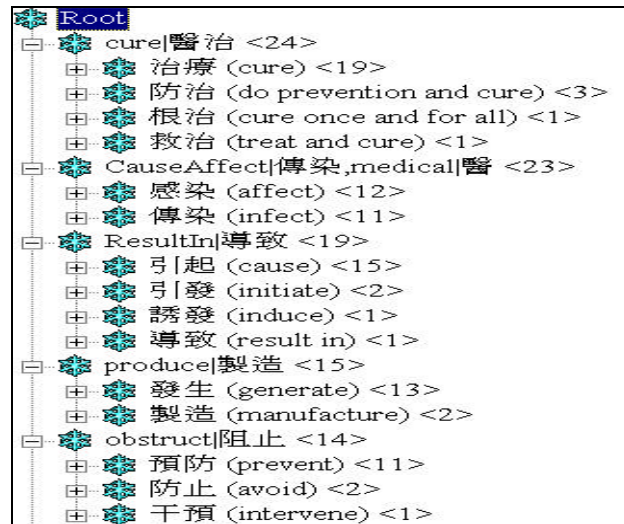 Root
cure|醫治 <24>
治療 (cure) <19>
防治 (do prevention and cure) <3>
根治 (cure once and for all) <1>
救治 (treat and cure) <1>
CauseAffect|傳染,medical|醫 <23>
感染 (affect) <12>
傳染 (infect) <11>
ResultIn|導致 <19>
引起 (cause) <15>
引發 (initiate) <2>
誘發 (induce) <1>
導致 (result in) <1>
produce|製造 <15>
發生 (generate) <13>
製造 (manufacture) <2>
obstruct|阻止 <14>
預防 (prevent) <11>
防止 (avoid) <2>
干預 (intervene) <1>